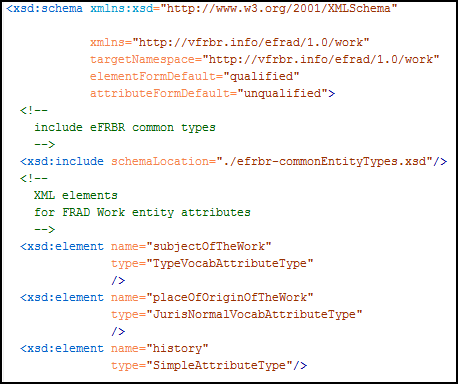 <xsd:schema xmlns:xsd="http://www.w3.org/2001/XMLSchema"
xmlns="http://vfrbr.info/efrad/1.0/work"
targetNamespace="http://vfrbr.info/efrad/1.0/work"
elementFormDefault="qualified"
attributeFormDefault="unqualified">
<!--
include eFRBR common types
-->
<xsd:include schemaLocation="./efrbr-commonEntityTypes.xsd"/>
<!--
XML elements
for FRAD Work entity attributes
-->
<xsd:element name="subjectOfTheWork"
type="TypeVocabAttributeType"
/>
<xsd:element name="placeOfOriginOfTheWork"
type="JurisNormalVocabAttributeType"
/>
<xsd:element name="history"
type="SimpleAttributeType"/>